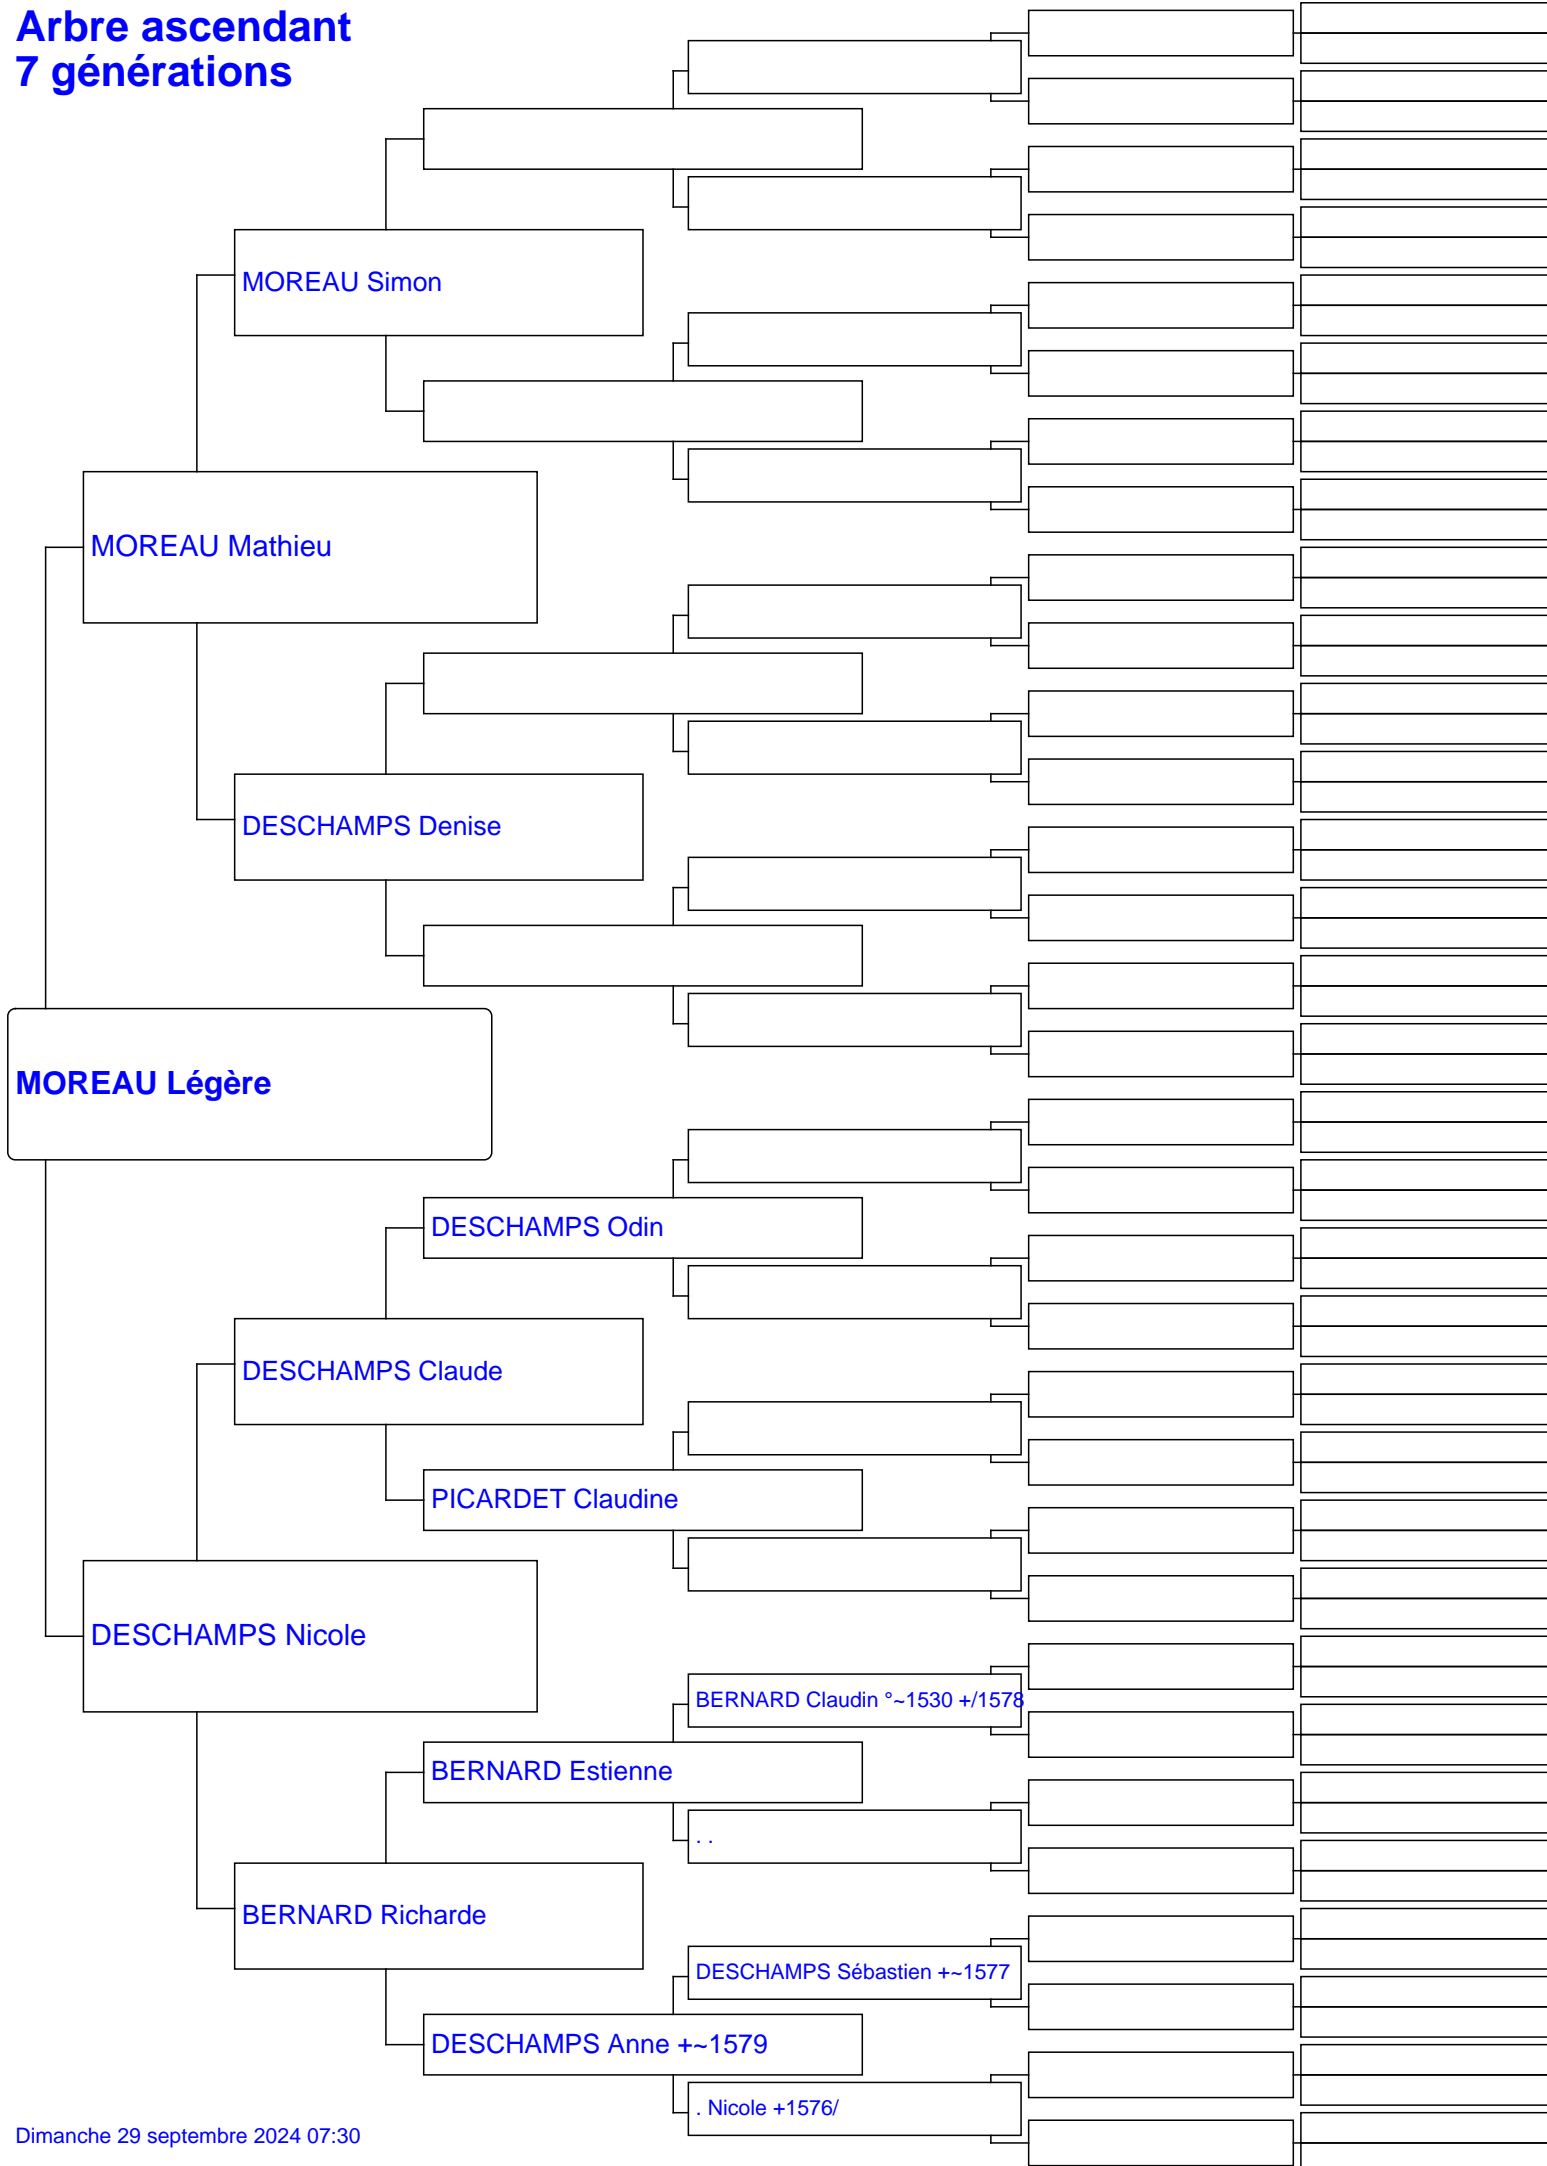 Arbre ascendant
7 générations
MOREAU Simon
MOREAU Mathieu
DESCHAMPS Denise
MOREAU Légère
DESCHAMPS Odin
DESCHAMPS Claude
PICARDET Claudine
DESCHAMPS Nicole
BERNARD Claudin °~1530 +/1578
BERNARD Estienne
. .
BERNARD Richarde
DESCHAMPS Sébastien +~1577
DESCHAMPS Anne +~1579
. Nicole +1576/
Dimanche 29 septembre 2024 07:30